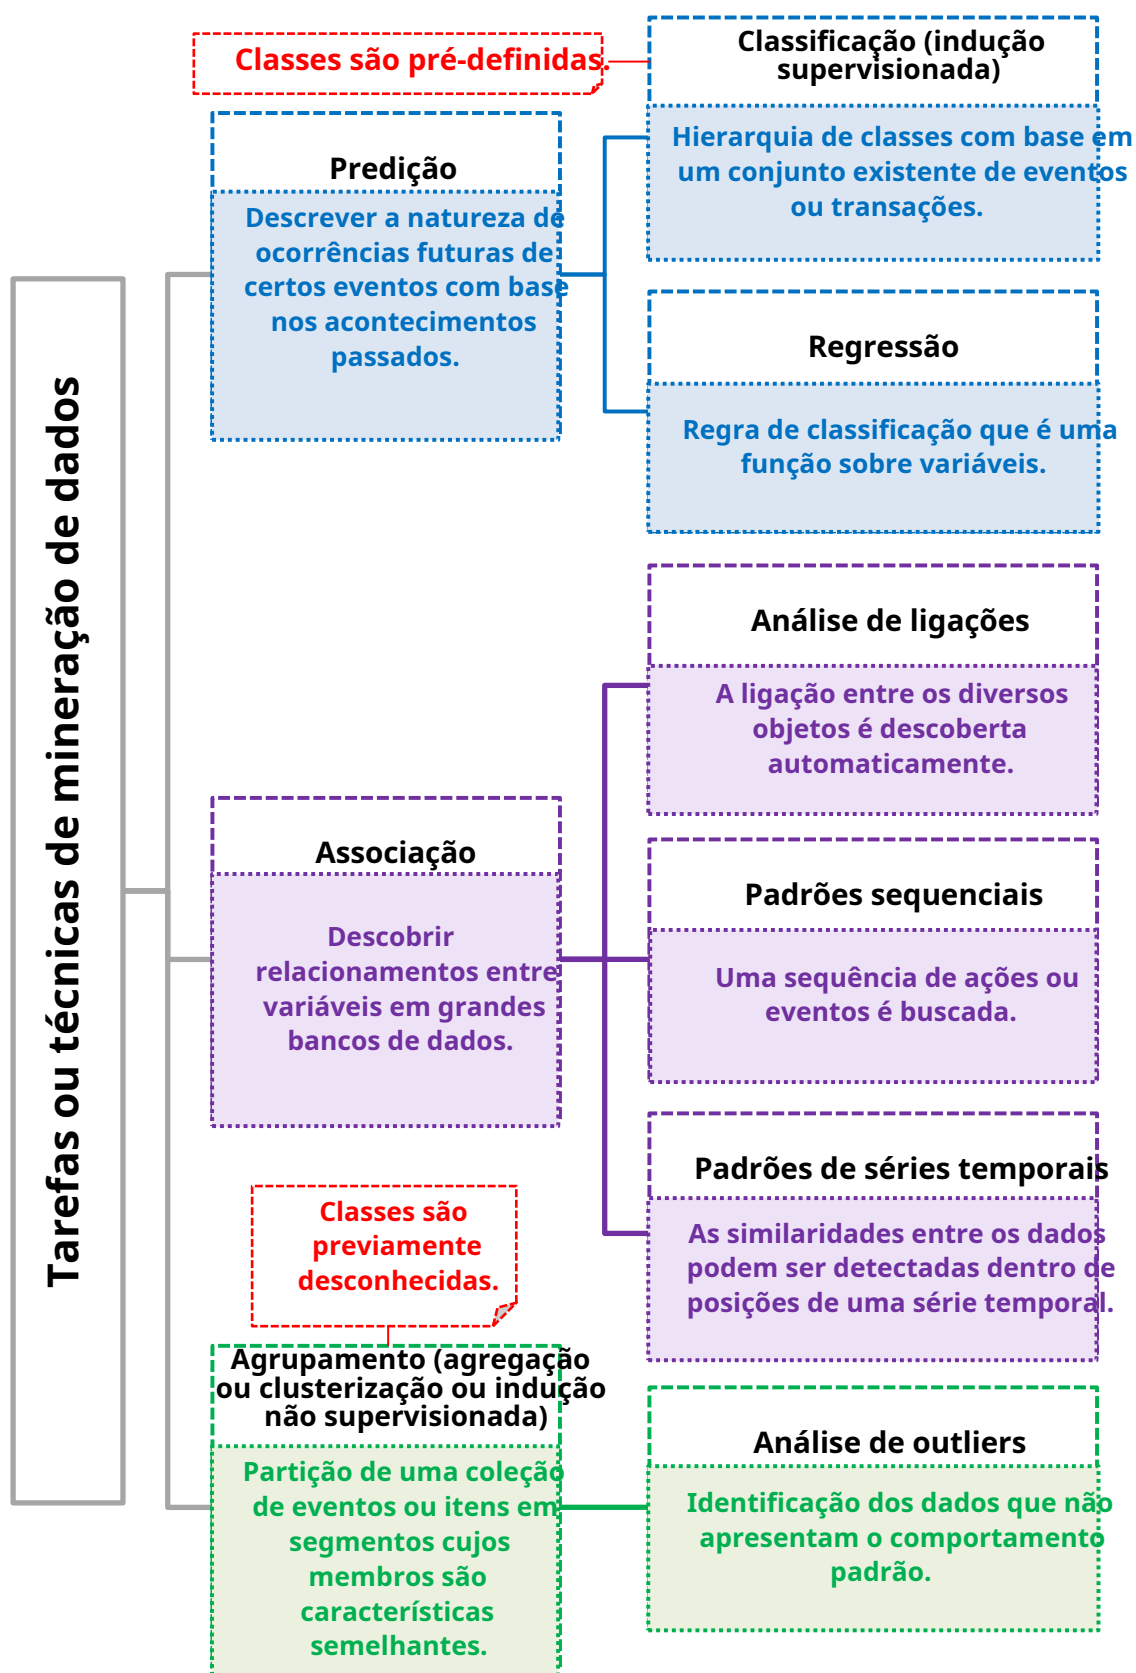 Tarefas ou técnicas de mineração de dados
Classes são pré-definidas.
Predição
Descrever a natureza de
ocorrências futuras de
certos eventos com base
nos acontecimentos
passados.
Classificação (indução
supervisionada)
Hierarquia de classes com base em
um conjunto existente de eventos
ou transações.
Regressão
Regra de classificação que é uma
função sobre variáveis.
Associação
Descobrir
relacionamentos entre
variáveis em grandes
bancos de dados.
Análise de ligações
A ligação entre os diversos
objetos é descoberta
automaticamente.
Padrões sequenciais
Uma sequência de ações ou
eventos é buscada.
Padrões de séries temporais
As similaridades entre os dados
podem ser detectadas dentro de
posições de uma série temporal.
Classes são
previamente
desconhecidas.
Agrupamento (agregação
ou clusterização ou indução
não supervisionada)
Partição de uma coleção
de eventos ou itens em
segmentos cujos
membros são
características
semelhantes.
Análise de outliers
Identificação dos dados que não
apresentam o comportamento
padrão.